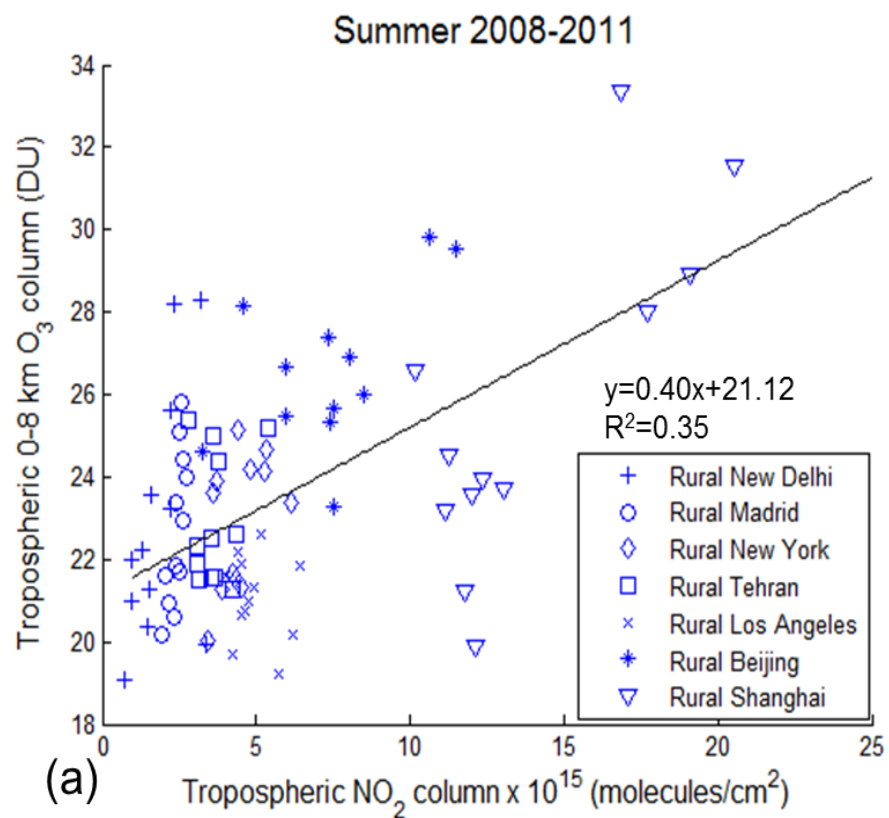 Summer 2008-2011
Tropospheric 0-8 km O3 column (DU)
34
32
30
28
26
24
22
20
18
y=0.40x+21.12
R²=0.35
Rural New Delhi
Rural Madrid
Rural New York
Rural Tehran
Rural Los Angeles
Rural Beijing
Rural Shanghai
0 5 10 15 20 25
(a)
Tropospheric NO2 column x 10¹⁵ (molecules/cm²)